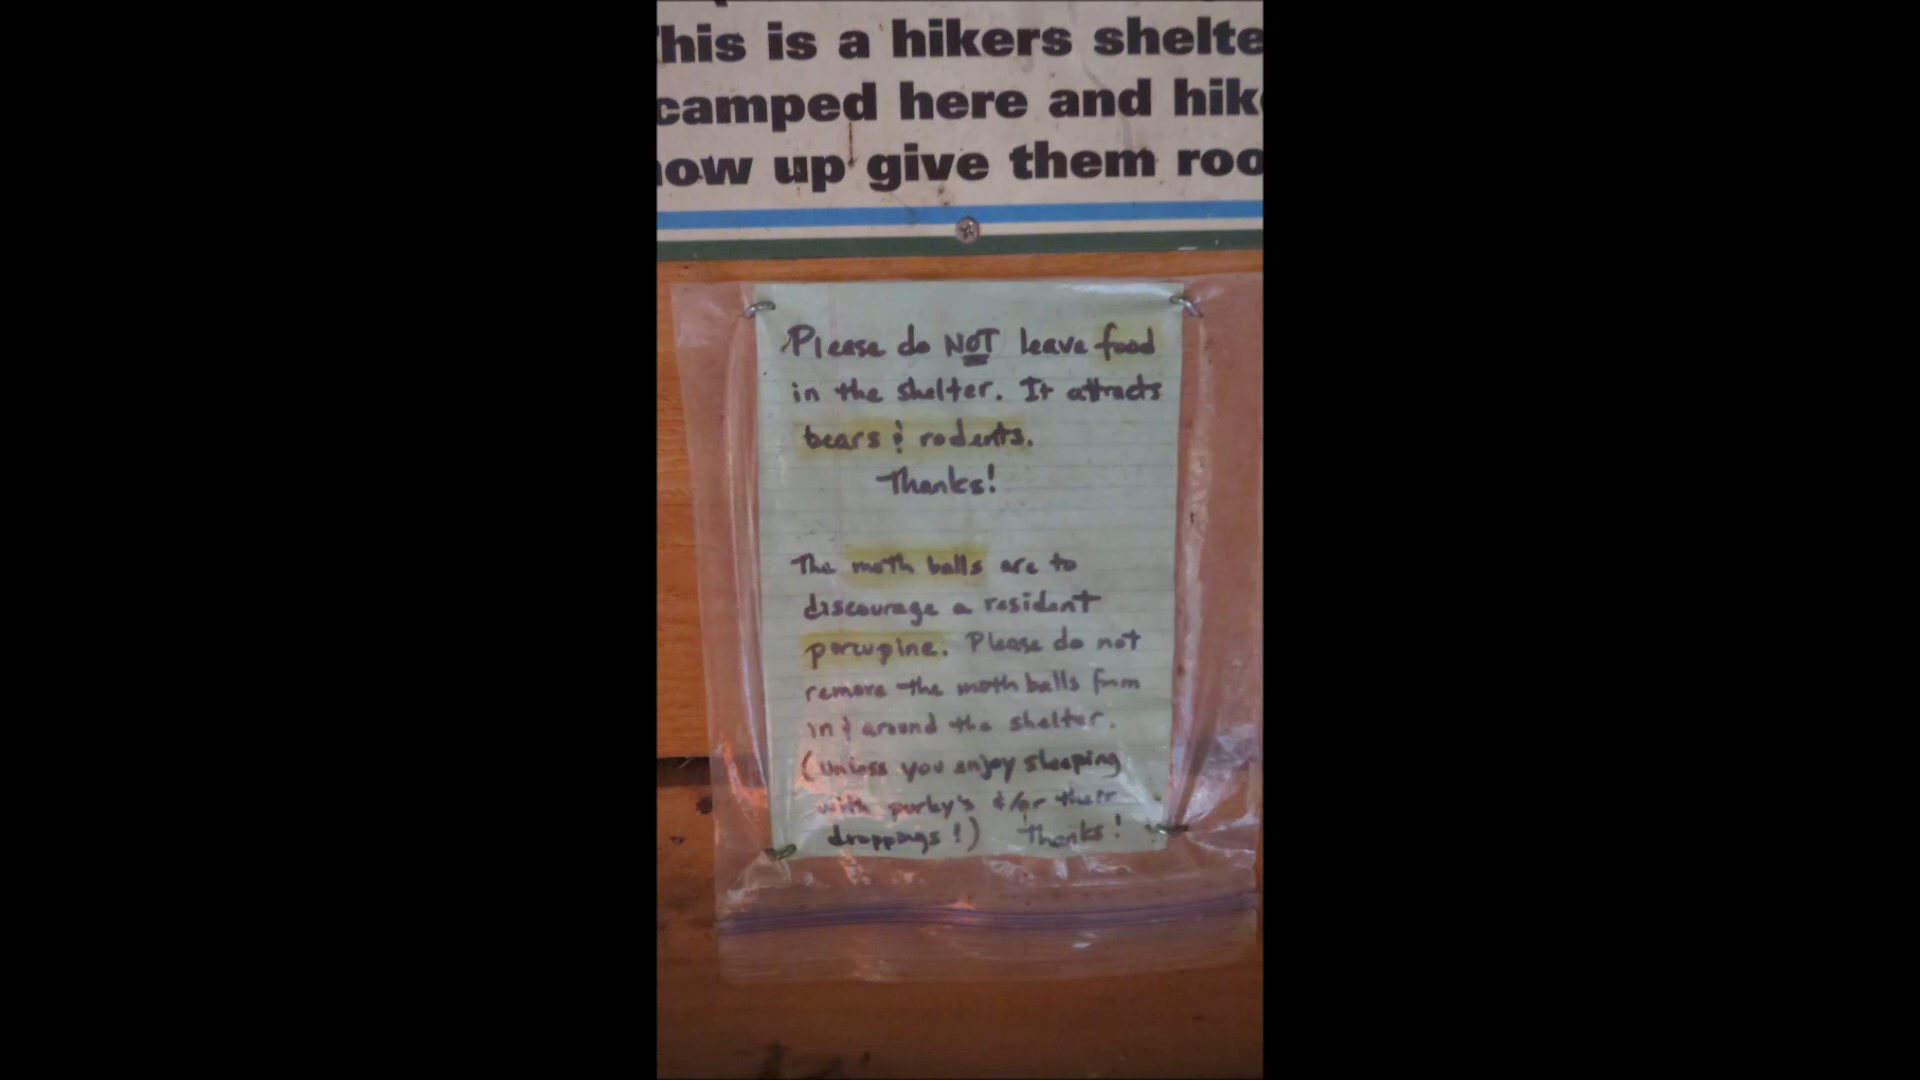 his is a hikers shelte
camped here and hik
ow up give them roo
Please do NOT leave food
in the shelter. It attracts
bears & rodents.
Thanks!
The moth balls are to
discourage a resident
porcupine. Please do not
remove the moth balls from
in & around the shelter.
(unless you enjoy sleeping
with porky's &/or their
droppings!) Thanks!